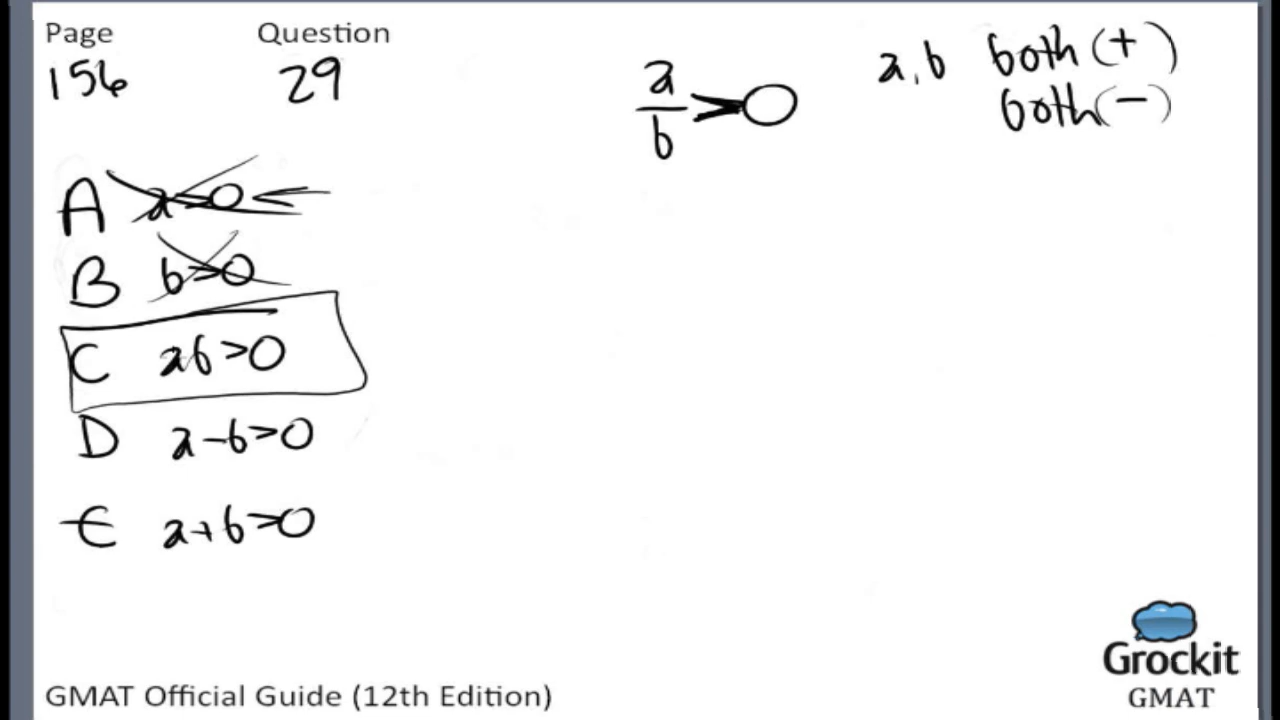 Page Question
156 29
a/b > 0
a, b both (+)
both (-)
A a>0
B b>0
C ab>0
D a-b>0
E a+b>0
Grockit
GMAT
GMAT Official Guide (12th Edition)